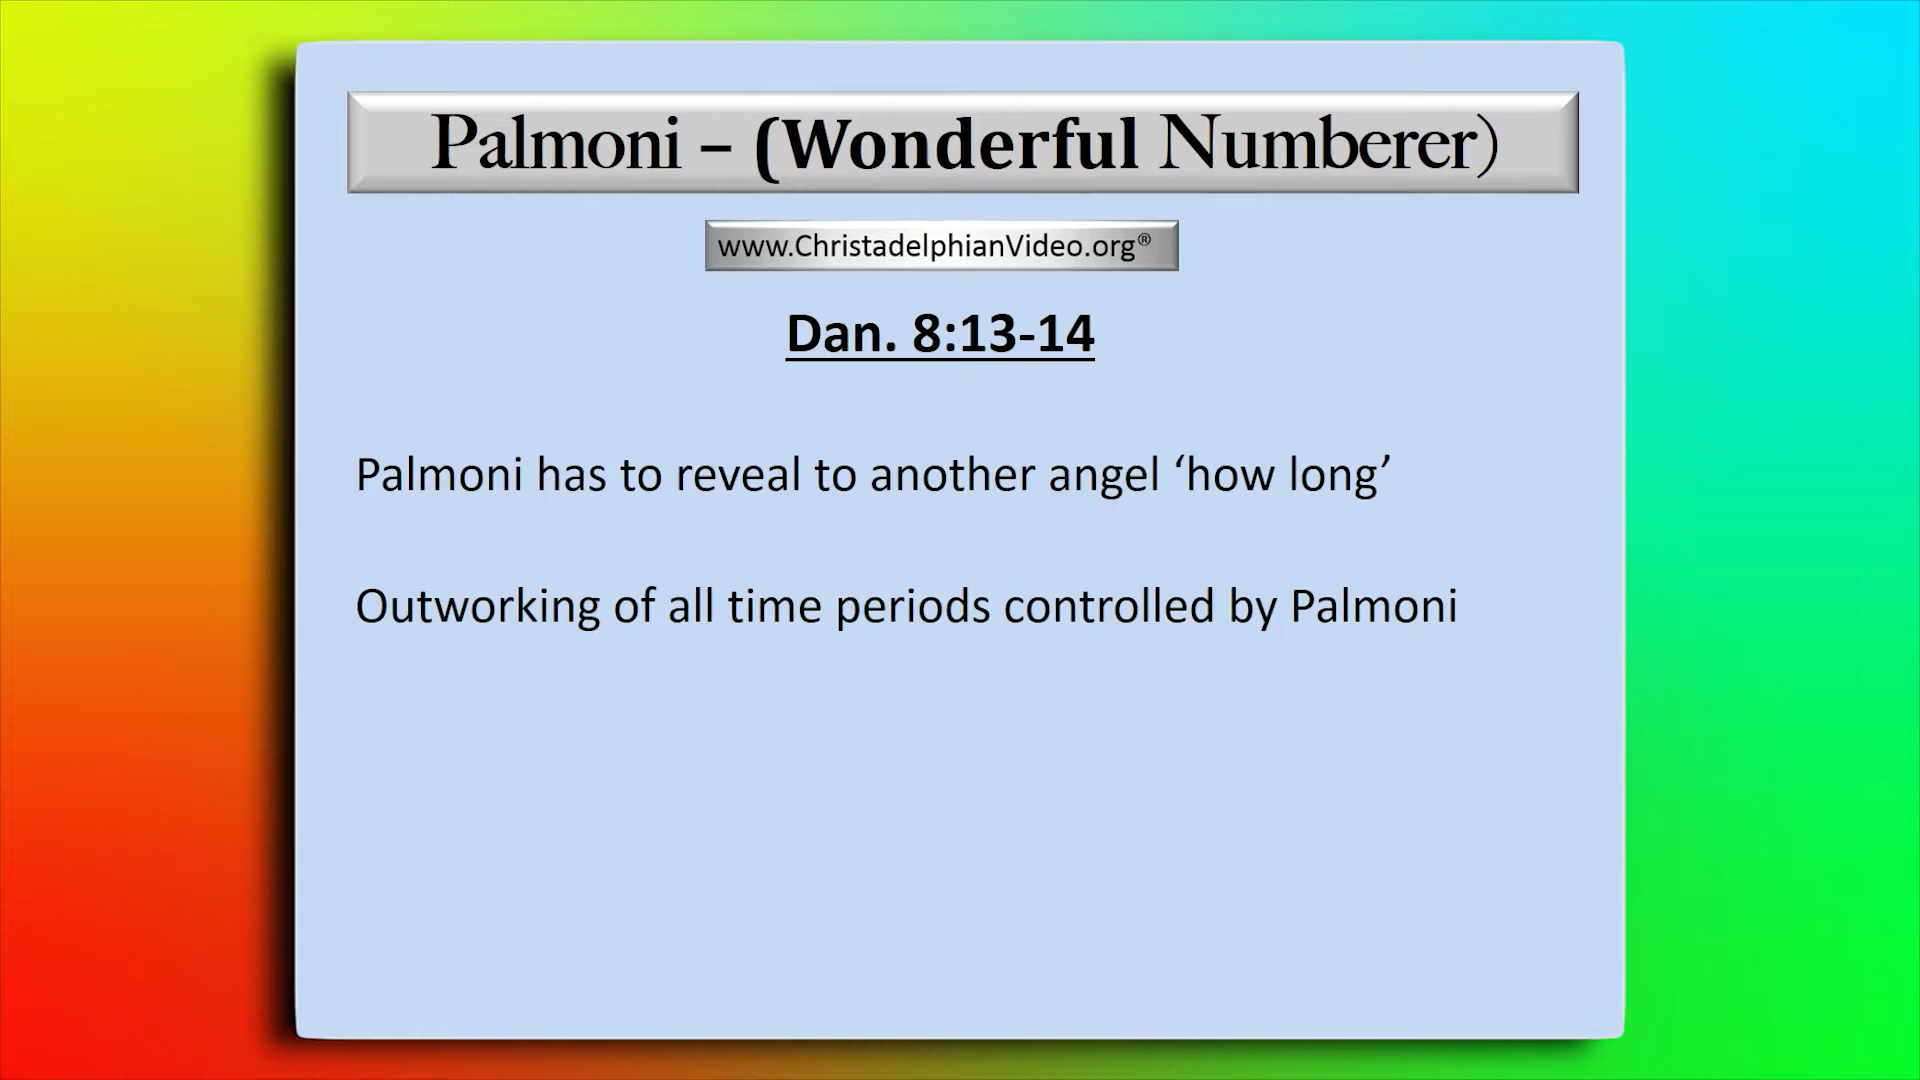 Palmoni – (Wonderful Numberer)
www.ChristadelphianVideo.org®
Dan. 8:13-14
Palmoni has to reveal to another angel ‘how long’
Outworking of all time periods controlled by Palmoni